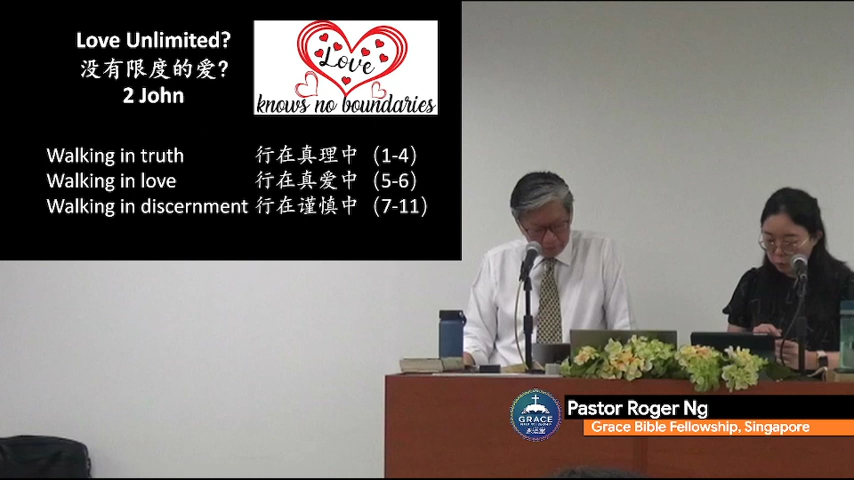 Love Unlimited?
没有限度的爱?
2 John
Love
knows no boundaries
Walking in truth 行在真理中 (1-4)
Walking in love 行在真爱中 (5-6)
Walking in discernment 行在谨慎中 (7-11)
GRACE
Pastor Roger Ng
Grace Bible Fellowship, Singapore